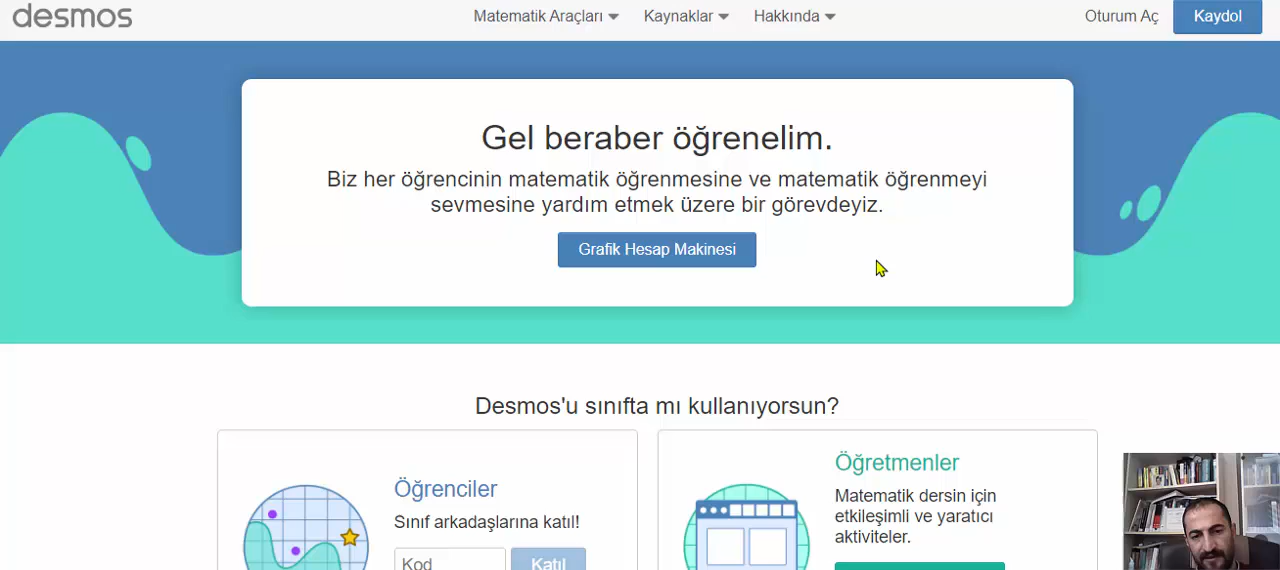 desmos
Matematik Araçları
Kaynaklar
Hakkında
Oturum Aç
Kaydol
Gel beraber öğrenelim.
Biz her öğrencinin matematik öğrenmesine ve matematik öğrenmeyi
sevmesine yardım etmek üzere bir görevdeyiz.
Grafik Hesap Makinesi
Desmos'u sınıfta mı kullanıyorsun?
Öğrenciler
Sınıf arkadaşlarına katıl!
Kod
Katıl
Öğretmenler
Matematik dersin için
etkileşimli ve yaratıcı
aktiviteler.